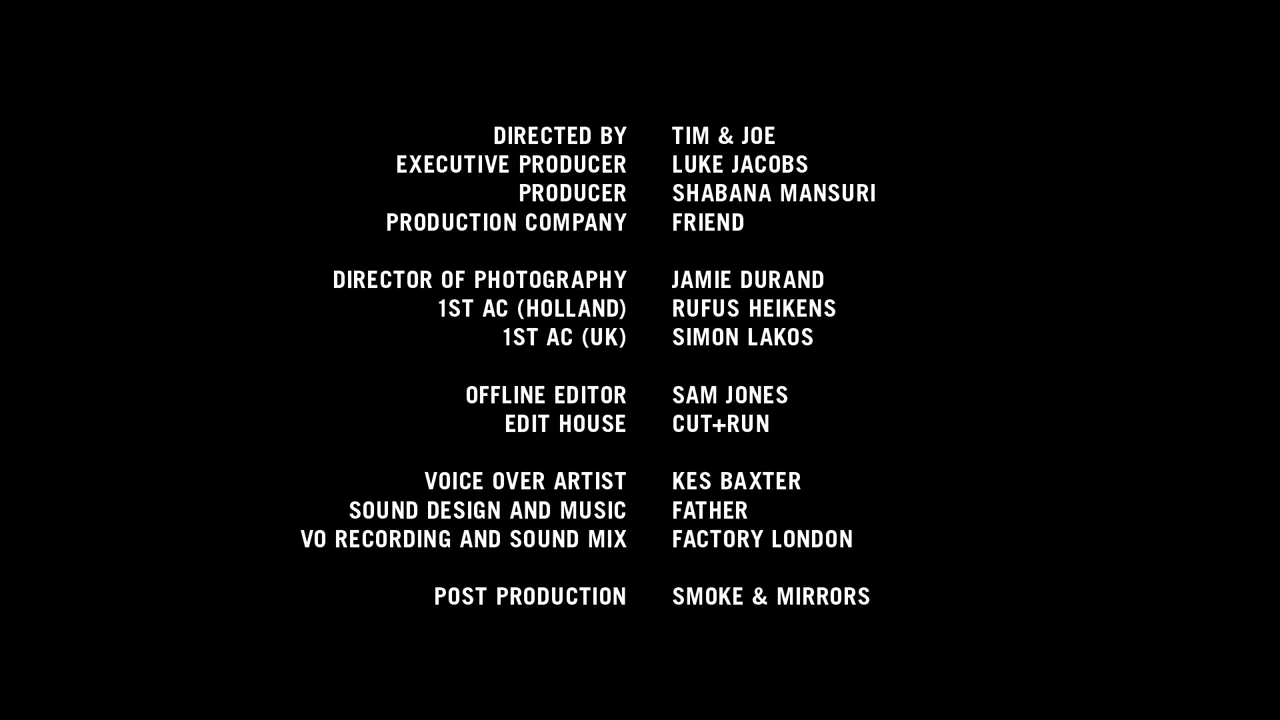 DIRECTED BY TIM & JOE
EXECUTIVE PRODUCER LUKE JACOBS
PRODUCER SHABANA MANSURI
PRODUCTION COMPANY FRIEND
DIRECTOR OF PHOTOGRAPHY JAMIE DURAND
1ST AC (HOLLAND) RUFUS HEIKENS
1ST AC (UK) SIMON LAKOS
OFFLINE EDITOR SAM JONES
EDIT HOUSE CUT+RUN
VOICE OVER ARTIST KES BAXTER
SOUND DESIGN AND MUSIC FATHER
VO RECORDING AND SOUND MIX FACTORY LONDON
POST PRODUCTION SMOKE & MIRRORS